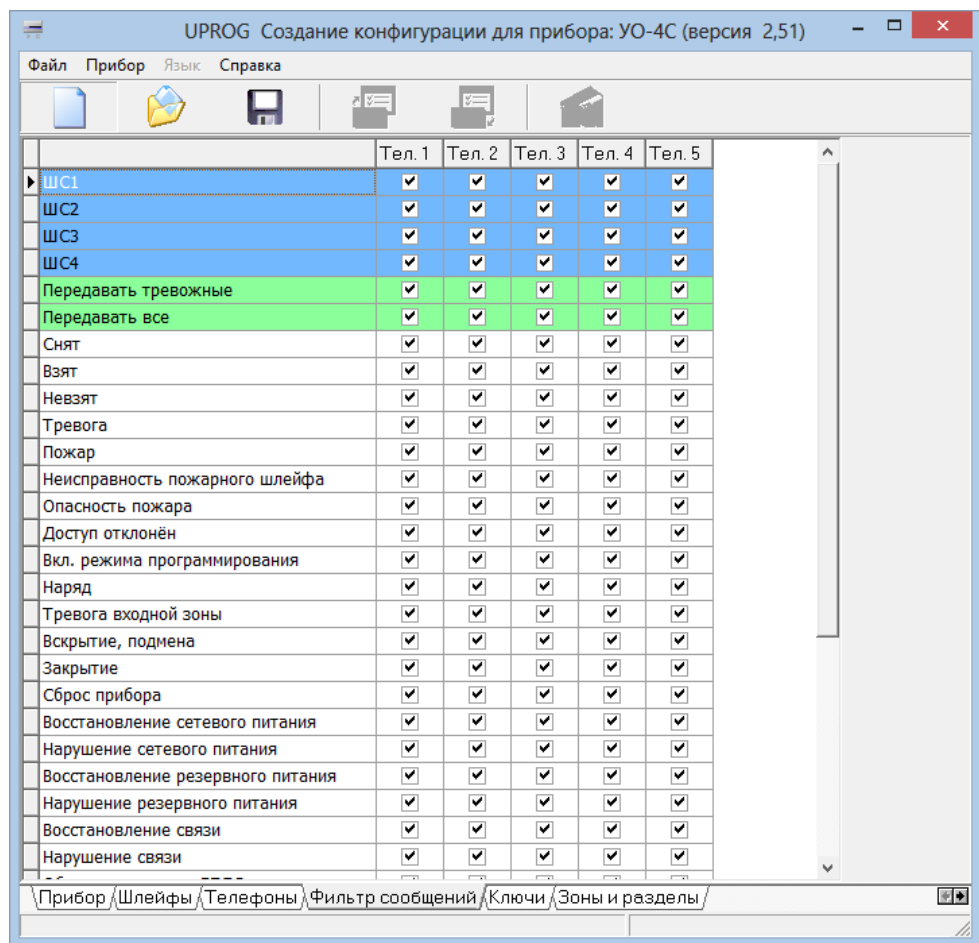 UPROG Создание конфигурации для прибора: УО-4С (версия 2,51)
Файл Прибор Язык Справка
Тел. 1 Тел. 2 Тел. 3 Тел. 4 Тел. 5
ШС1
ШС2
ШС3
ШС4
Передавать тревожные
Передавать все
Снят
Взят
Невзят
Тревога
Пожар
Неисправность пожарного шлейфа
Опасность пожара
Доступ отклонён
Вкл. режима программирования
Наряд
Тревога входной зоны
Вскрытие, подмена
Закрытие
Сброс прибора
Восстановление сетевого питания
Нарушение сетевого питания
Восстановление резервного питания
Нарушение резервного питания
Восстановление связи
Нарушение связи
Прибор Шлейфы Телефоны Фильтр сообщений Ключи Зоны и разделы